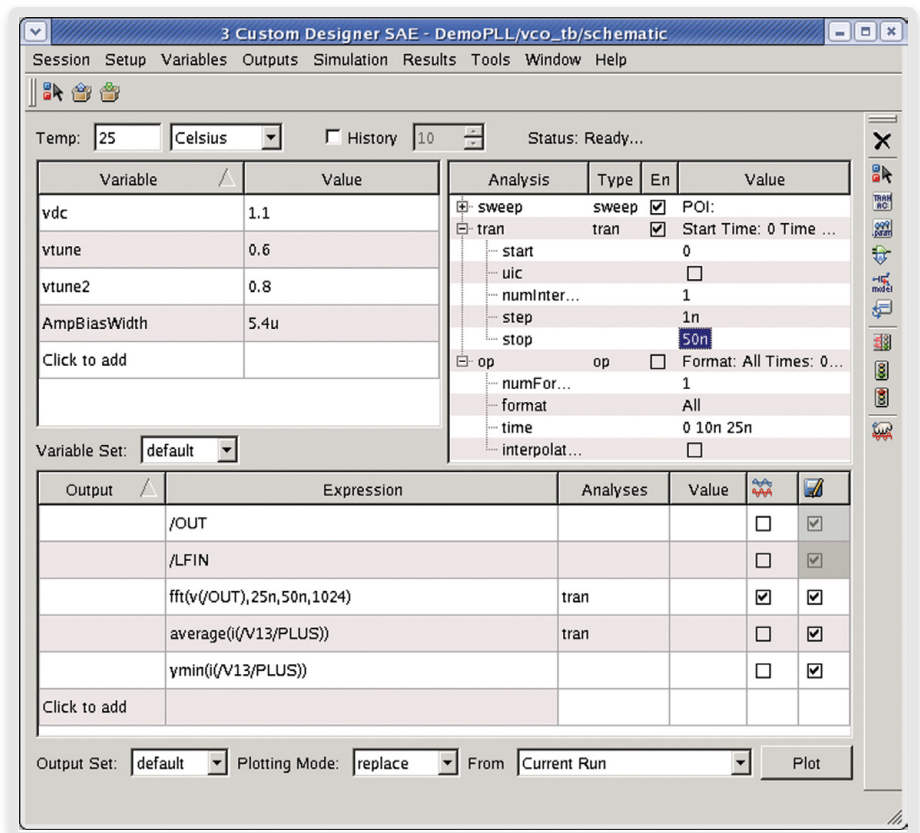 3 Custom Designer SAE - DemoPLL/vco_tb/schematic
Session Setup Variables Outputs Simulation Results Tools Window Help
Temp: 25 Celsius History 10 Status: Ready...
Variable Value
vdc 1.1
vtune 0.6
vtune2 0.8
AmpBiasWidth 5.4u
Click to add
Variable Set: default
Analysis Type En Value
sweep sweep POI:
tran tran Start Time: 0 Time ...
start 0
uic
numInter... 1
step 1n
stop 50n
op op Format: All Times: 0...
numFor... 1
format All
time 0 10n 25n
interpolat...
TRAN
AC
param
model
Output Expression Analyses Value
/OUT
/LFIN
fft(v(/OUT),25n,50n,1024) tran
average(i(/V13/PLUS)) tran
ymin(i(/V13/PLUS))
Click to add
Output Set: default Plotting Mode: replace From Current Run Plot